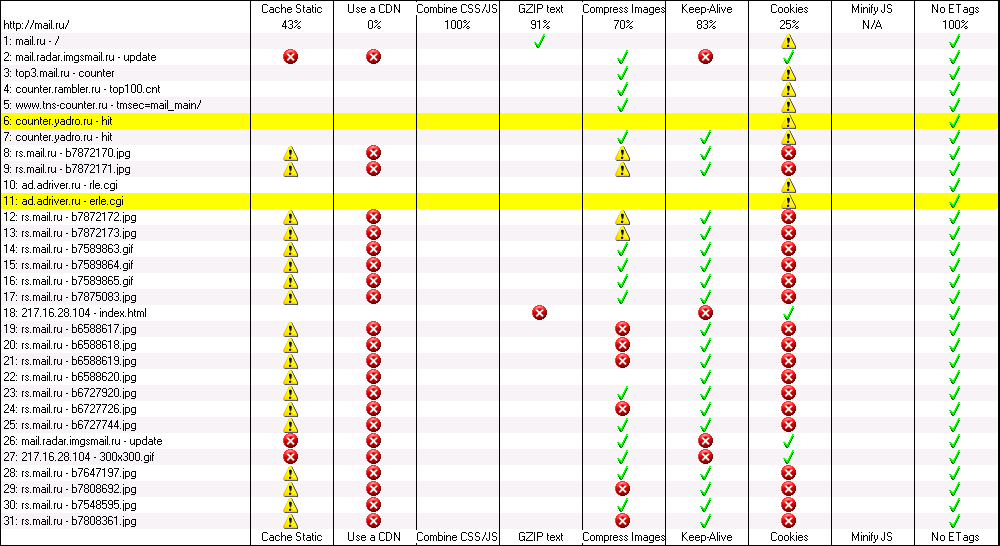 Cache Static Use a CDN Combine CSS/JS GZIP text Compress Images Keep-Alive Cookies Minify JS No ETags
http://mail.ru/ 43% 0% 100% 91% 70% 83% 25% N/A 100%
1: mail.ru - /
2: mail.radar.imgsmail.ru - update
3: top3.mail.ru - counter
4: counter.rambler.ru - top100.cnt
5: www.tns-counter.ru - tmsec=mail_main/
6: counter.yadro.ru - hit
7: counter.yadro.ru - hit
8: rs.mail.ru - b7872170.jpg
9: rs.mail.ru - b7872171.jpg
10: ad.adriver.ru - rle.cgi
11: ad.adriver.ru - erle.cgi
12: rs.mail.ru - b7872172.jpg
13: rs.mail.ru - b7872173.jpg
14: rs.mail.ru - b7589863.gif
15: rs.mail.ru - b7589864.gif
16: rs.mail.ru - b7589865.gif
17: rs.mail.ru - b7875083.jpg
18: 217.16.28.104 - index.html
19: rs.mail.ru - b6588617.jpg
20: rs.mail.ru - b6588618.jpg
21: rs.mail.ru - b6588619.jpg
22: rs.mail.ru - b6588620.jpg
23: rs.mail.ru - b6727920.jpg
24: rs.mail.ru - b6727726.jpg
25: rs.mail.ru - b6727744.jpg
26: mail.radar.imgsmail.ru - update
27: 217.16.28.104 - 300x300.gif
28: rs.mail.ru - b7647197.jpg
29: rs.mail.ru - b7808692.jpg
30: rs.mail.ru - b7548595.jpg
31: rs.mail.ru - b7808361.jpg
Cache Static Use a CDN Combine CSS/JS GZIP text Compress Images Keep-Alive Cookies Minify JS No ETags